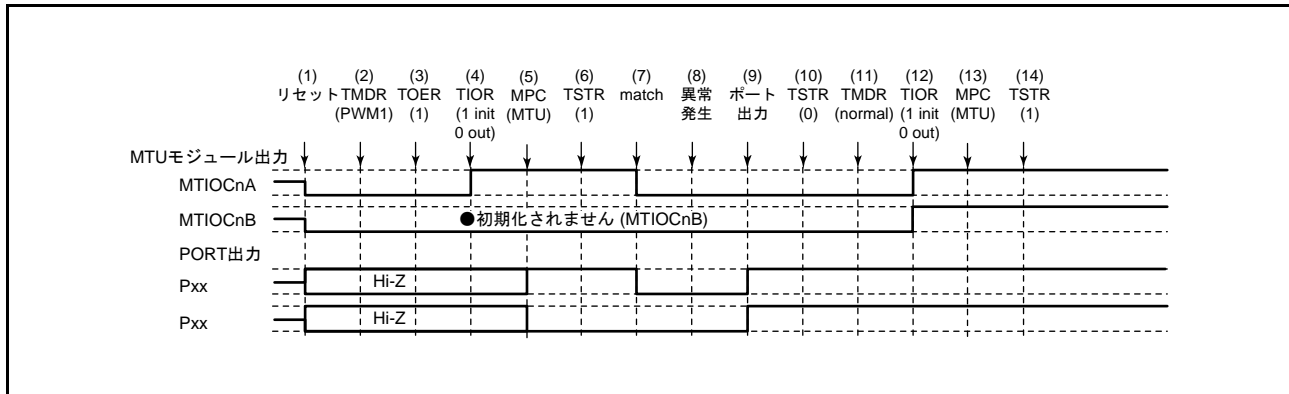 (1) (2) (3) (4) (5) (6) (7) (8) (9) (10) (11) (12) (13) (14)
リセット TMDR TOER TIOR MPC TSTR match 異常 ポート TSTR TMDR TIOR MPC TSTR
(PWM1) (1) (1 init (MTU) (1) 発生 出力 (0) (normal) (1 init (MTU) (1)
0 out) 0 out)
MTUモジュール出力
MTIOCnA
MTIOCnB ●初期化されません (MTIOCnB)
PORT出力
Pxx Hi-Z
Pxx Hi-Z